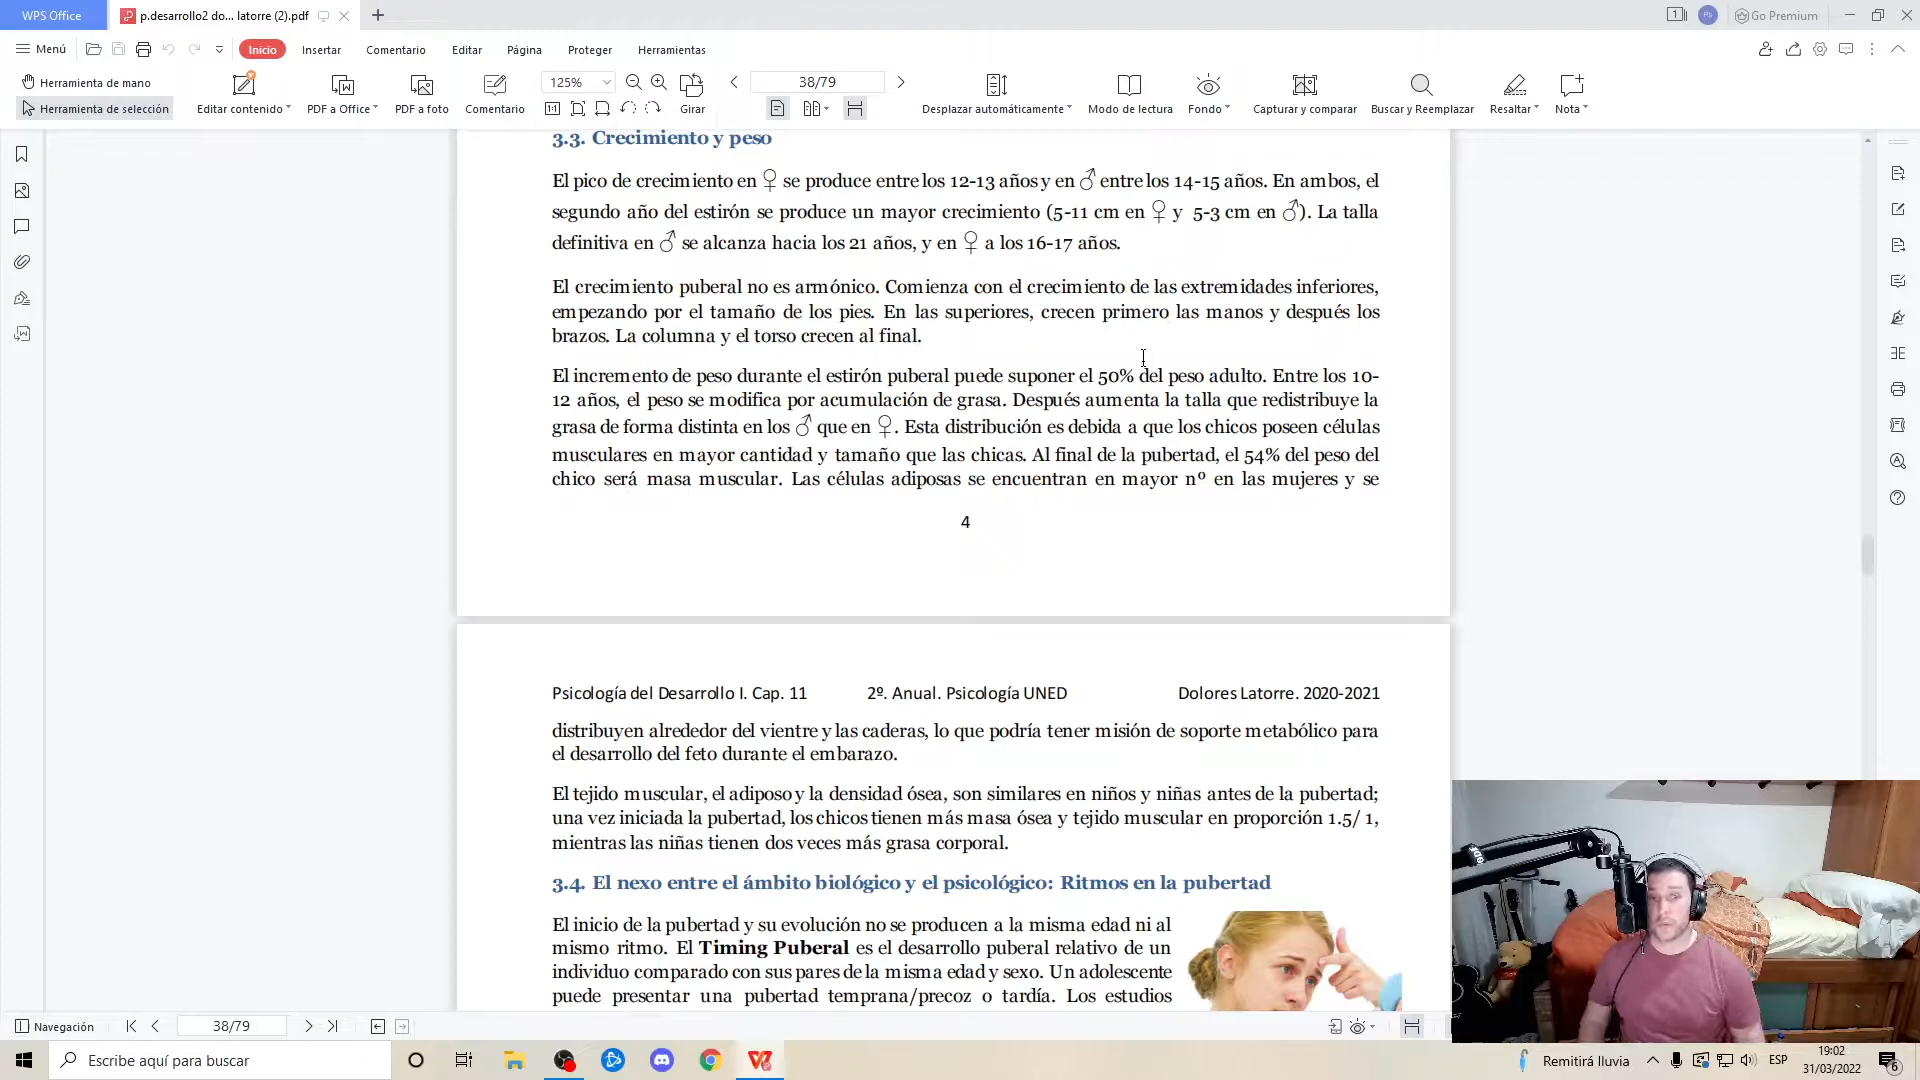 WPS Office
p.desarrollo2 do... latorre (2).pdf
1
Go Premium
Menú
Inicio
Insertar
Comentario
Editar
Página
Proteger
Herramientas
Herramienta de mano
Herramienta de selección
Editar contenido
PDF a Office
PDF a foto
Comentario
125%
Girar
38/79
Desplazar automáticamente
Modo de lectura
Fondo
Capturar y comparar
Buscar y Reemplazar
Resaltar
Nota
3.3. Crecimiento y peso
El pico de crecimiento en ♀ se produce entre los 12-13 años y en ♂ entre los 14-15 años. En ambos, el
segundo año del estirón se produce un mayor crecimiento (5-11 cm en ♀ y 5-3 cm en ♂). La talla
definitiva en ♂ se alcanza hacia los 21 años, y en ♀ a los 16-17 años.
El crecimiento puberal no es armónico. Comienza con el crecimiento de las extremidades inferiores,
empezando por el tamaño de los pies. En las superiores, crecen primero las manos y después los
brazos. La columna y el torso crecen al final.
El incremento de peso durante el estirón puberal puede suponer el 50% del peso adulto. Entre los 10-
12 años, el peso se modifica por acumulación de grasa. Después aumenta la talla que redistribuye la
grasa de forma distinta en los ♂ que en ♀. Esta distribución es debida a que los chicos poseen células
musculares en mayor cantidad y tamaño que las chicas. Al final de la pubertad, el 54% del peso del
chico será masa muscular. Las células adiposas se encuentran en mayor nº en las mujeres y se
4
Psicología del Desarrollo I. Cap. 11 2º. Anual. Psicología UNED Dolores Latorre. 2020-2021
distribuyen alrededor del vientre y las caderas, lo que podría tener misión de soporte metabólico para
el desarrollo del feto durante el embarazo.
El tejido muscular, el adiposo y la densidad ósea, son similares en niños y niñas antes de la pubertad;
una vez iniciada la pubertad, los chicos tienen más masa ósea y tejido muscular en proporción 1.5/ 1,
mientras las niñas tienen dos veces más grasa corporal.
3.4. El nexo entre el ámbito biológico y el psicológico: Ritmos en la pubertad
El inicio de la pubertad y su evolución no se producen a la misma edad ni al
mismo ritmo. El Timing Puberal es el desarrollo puberal relativo de un
individuo comparado con sus pares de la misma edad y sexo. Un adolescente
puede presentar una pubertad temprana/precoz o tardía. Los estudios
Navegación
38/79
Escribe aquí para buscar
Remitirá lluvia
ESP
19:02
31/03/2022
6